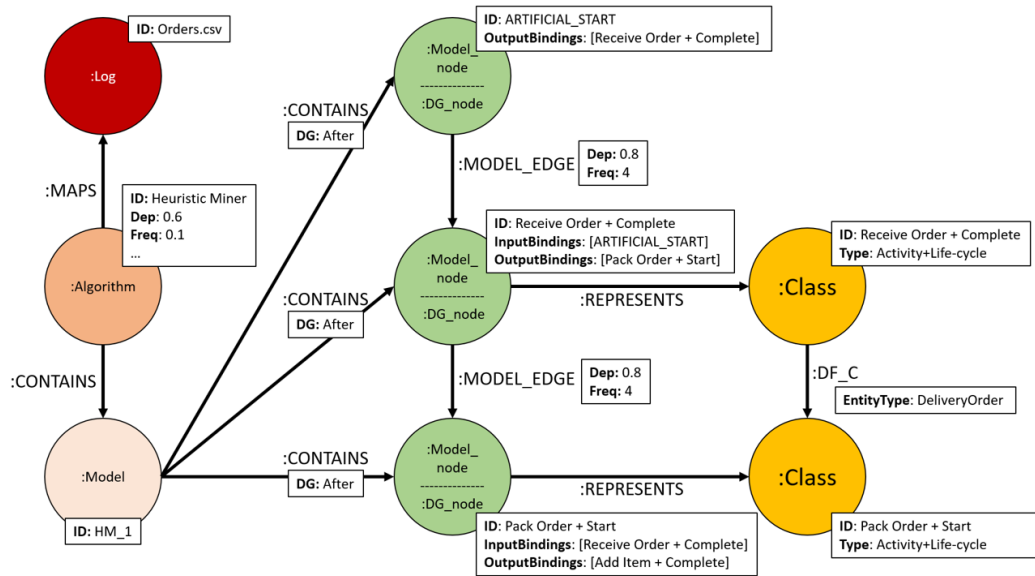 ID: Orders.csv
:Log
:MAPS
ID: Heuristic Miner
Dep: 0.6
Freq: 0.1
...
:Algorithm
:CONTAINS
:Model
ID: HM_1
:CONTAINS
DG: After
:CONTAINS
DG: After
:CONTAINS
DG: After
ID: ARTIFICIAL_START
OutputBindings: [Receive Order + Complete]
:Model_
node
---------------
:DG_node
:MODEL_EDGE
Dep: 0.8
Freq: 4
ID: Receive Order + Complete
InputBindings: [ARTIFICIAL_START]
OutputBindings: [Pack Order + Start]
:Model_
node
---------------
:DG_node
:REPRESENTS
ID: Receive Order + Complete
Type: Activity+Life-cycle
:Class
:MODEL_EDGE
Dep: 0.8
Freq: 4
:DF_C
EntityType: DeliveryOrder
:Model_
node
---------------
:DG_node
:REPRESENTS
:Class
ID: Pack Order + Start
InputBindings: [Receive Order + Complete]
OutputBindings: [Add Item + Complete]
ID: Pack Order + Start
Type: Activity+Life-cycle